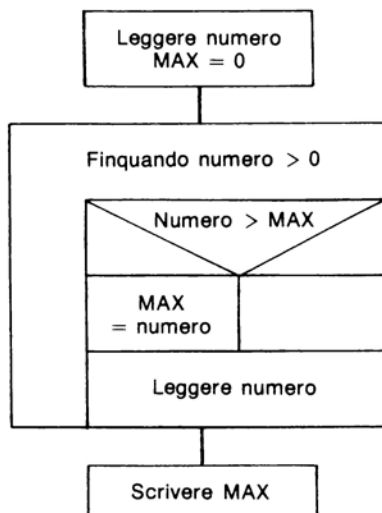 Leggere numero
MAX = 0
Finquando numero > 0
Numero > MAX
MAX
= numero
Leggere numero
Scrivere MAX